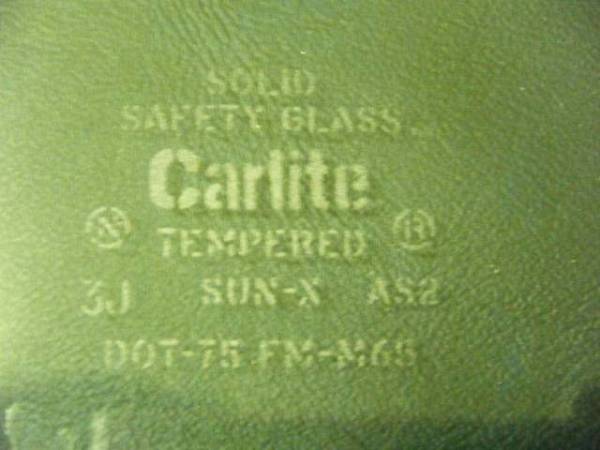 SOLID
SAFETY GLASS
Carlite
TEMPERED
3J SUN-X AS2
DOT-75 FM-M65